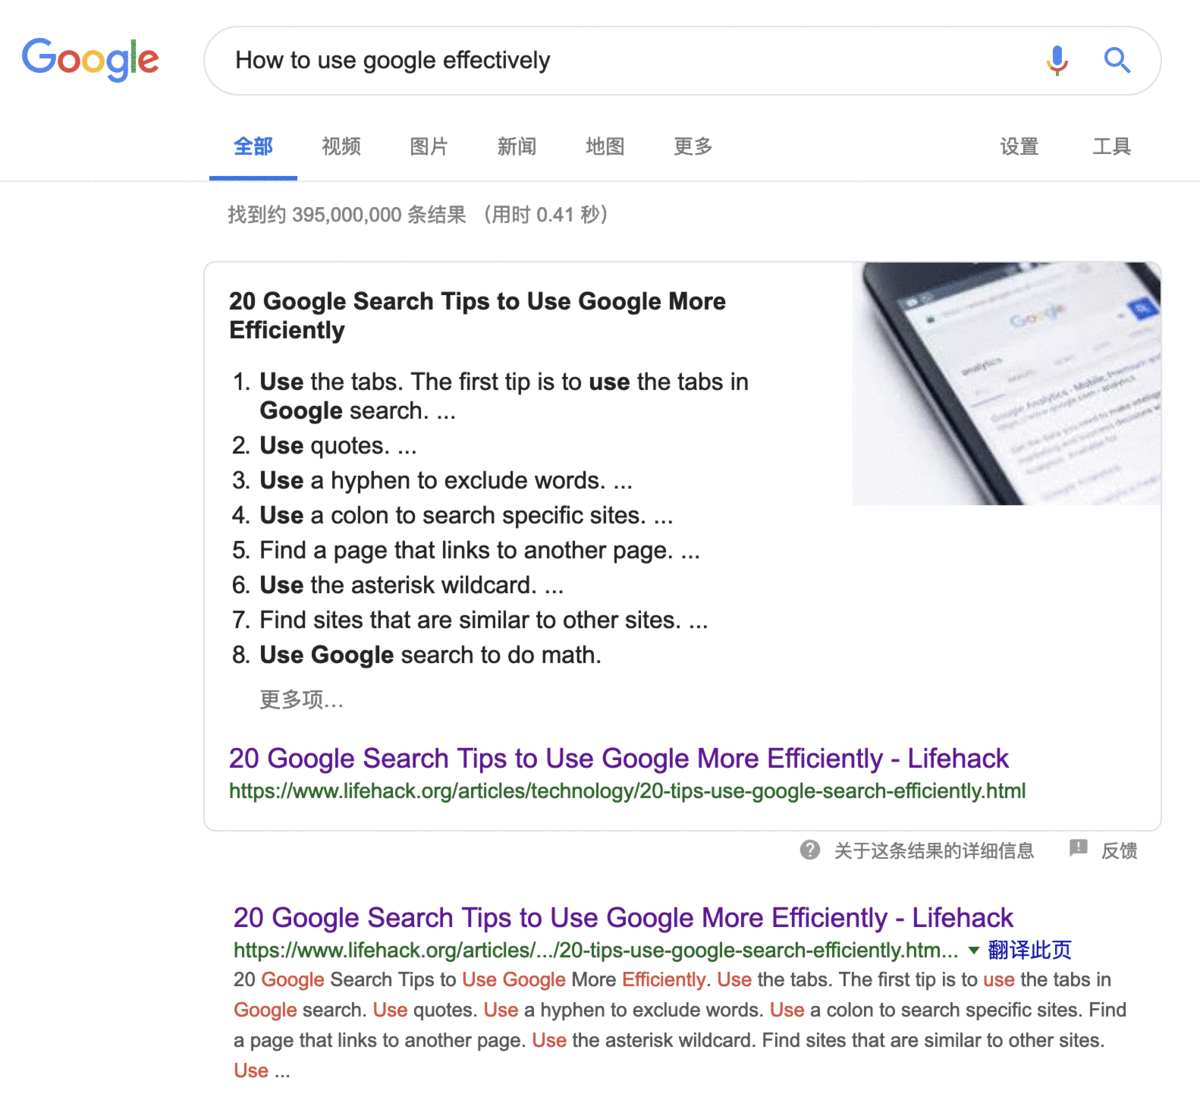 Google
How to use google effectively
全部 视频 图片 新闻 地图 更多 设置 工具
找到约 395,000,000 条结果 （用时 0.41 秒）
20 Google Search Tips to Use Google More
Efficiently
1. Use the tabs. The first tip is to use the tabs in
Google search. ...
2. Use quotes. ...
3. Use a hyphen to exclude words. ...
4. Use a colon to search specific sites. ...
5. Find a page that links to another page. ...
6. Use the asterisk wildcard. ...
7. Find sites that are similar to other sites. ...
8. Use Google search to do math.
更多项...
Google
analytics
20 Google Search Tips to Use Google More Efficiently - Lifehack
https://www.lifehack.org/articles/technology/20-tips-use-google-search-efficiently.html
关于这条结果的详细信息 反馈
20 Google Search Tips to Use Google More Efficiently - Lifehack
https://www.lifehack.org/articles/.../20-tips-use-google-search-efficiently.htm... 翻译此页
20 Google Search Tips to Use Google More Efficiently. Use the tabs. The first tip is to use the tabs in
Google search. Use quotes. Use a hyphen to exclude words. Use a colon to search specific sites. Find
a page that links to another page. Use the asterisk wildcard. Find sites that are similar to other sites.
Use ...